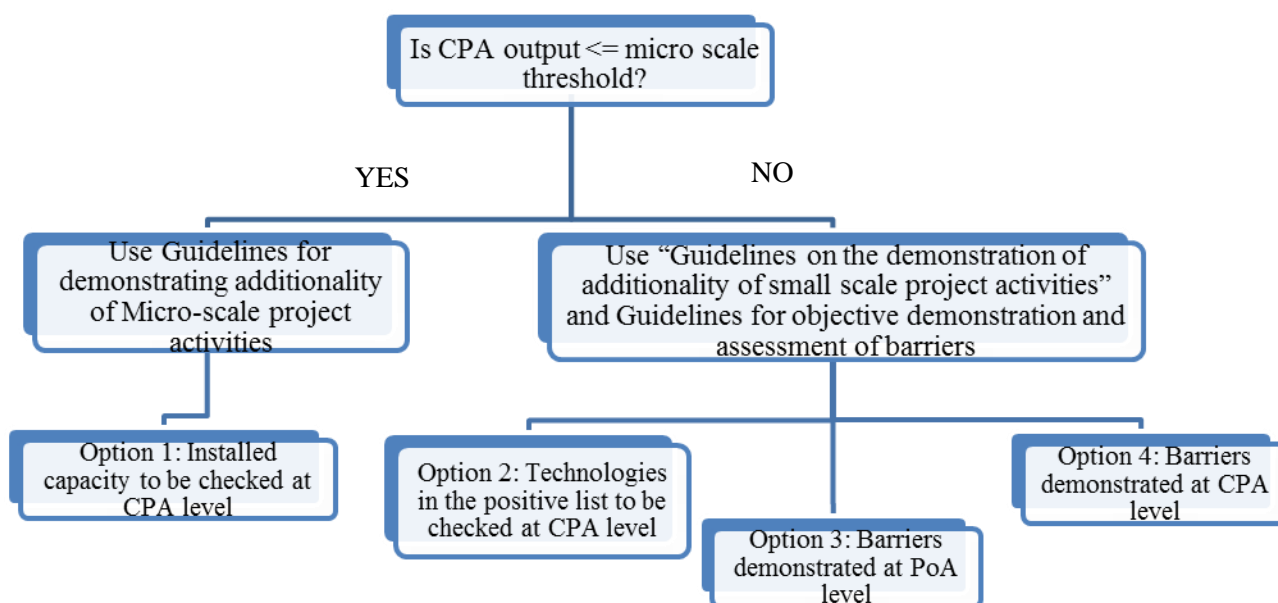 Is CPA output <= micro scale
threshold?
YES
NO
Use Guidelines for
demonstrating additionality
of Micro-scale project
activities
Use “Guidelines on the demonstration of
additionality of small scale project activities”
and Guidelines for objective demonstration and
assessment of barriers
Option 1: Installed
capacity to be checked at
CPA level
Option 2: Technologies
in the positive list to be
checked at CPA level
Option 3: Barriers
demonstrated at PoA
level
Option 4: Barriers
demonstrated at CPA
level